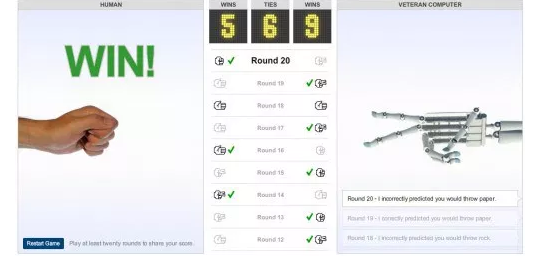 HUMAN
WINS TIES WINS
VETERAN COMPUTER
5 6 9
WIN!
Round 20
Round 19
Round 18
Round 17
Round 16
Round 15
Round 14
Round 13
Round 12
Round 20 - I incorrectly predicted you would throw paper.
Round 19 - I correctly predicted you would throw paper.
Round 18 - I incorrectly predicted you would throw rock.
Restart Game
Play at least twenty rounds to share your score.